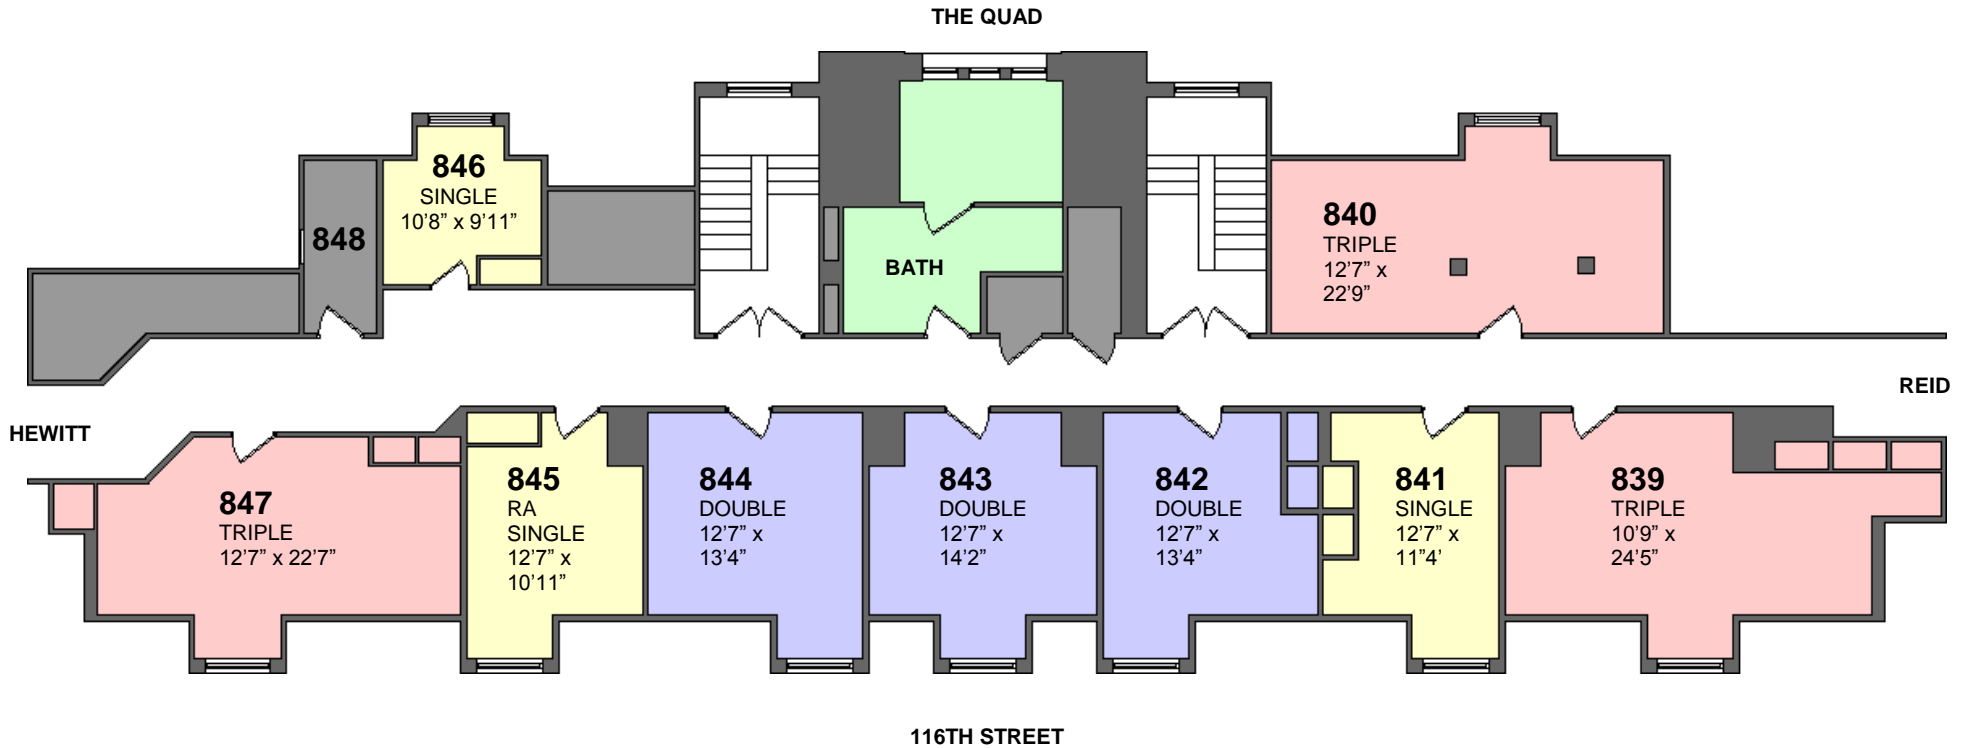 THE QUAD
846
SINGLE
10’8” x 9’11”
848
BATH
840
TRIPLE
12’7” x
22’9”
REID
HEWITT
847
TRIPLE
12’7” x 22’7”
845
RA
SINGLE
12’7” x
10’11”
844
DOUBLE
12’7” x
13’4”
843
DOUBLE
12’7” x
14’2”
842
DOUBLE
12’7” x
13’4”
841
SINGLE
12’7” x
11”4’
839
TRIPLE
10’9” x
24’5”
116TH STREET